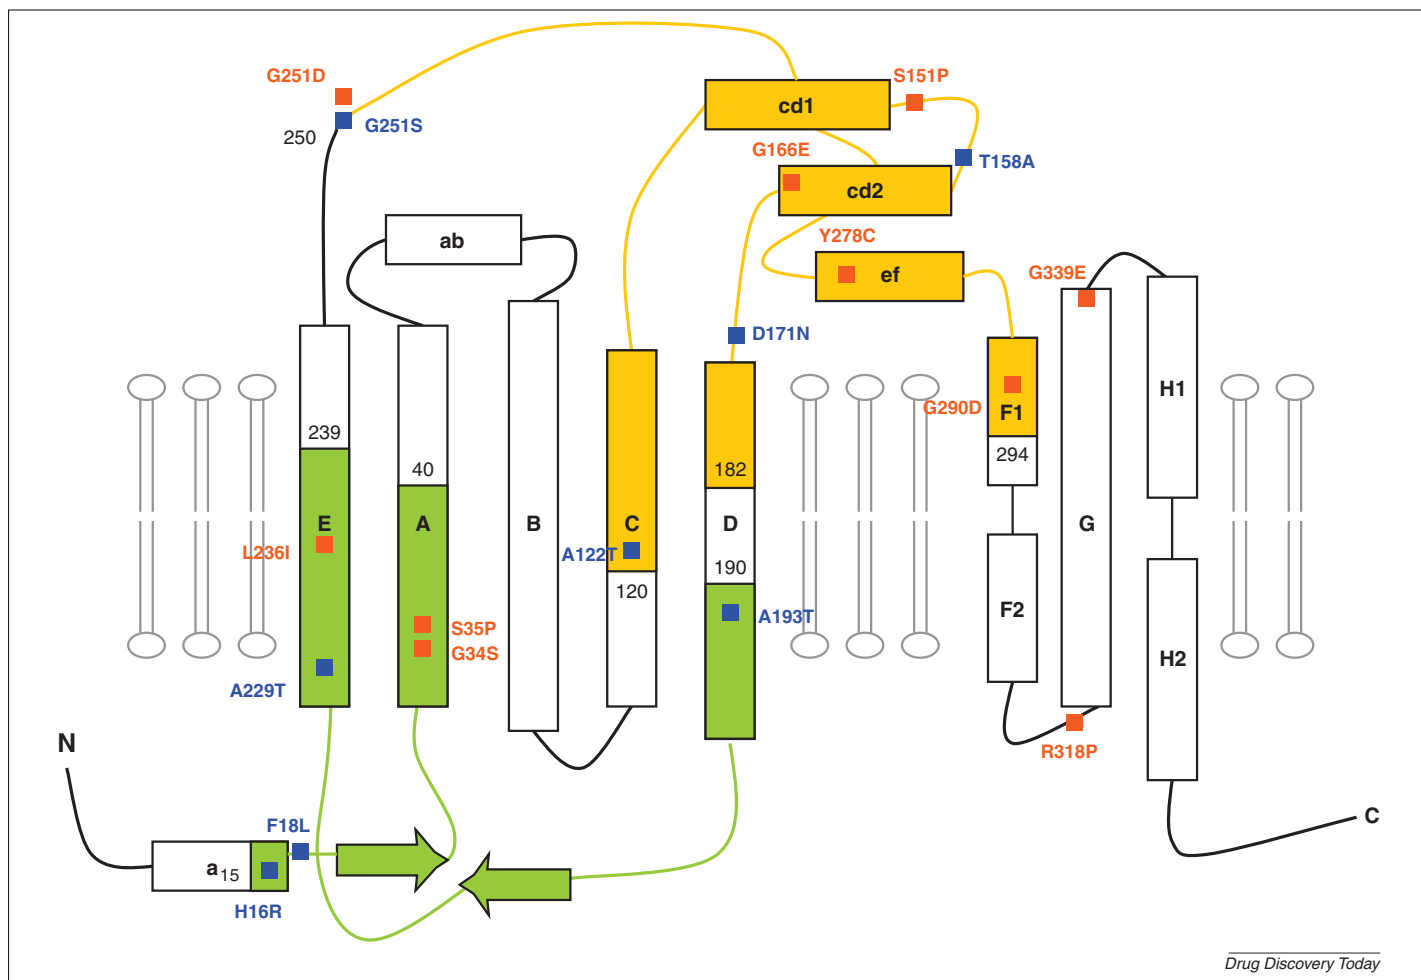 G251D
S151P
cd1
250
G251S
G166E
T158A
cd2
ab
Y278C
ef
G339E
D171N
H1
G290D
F1
239
40
182
294
E
A
B
C
D
G
L236I
A122T
190
120
F2
A193T
S35P
G34S
H2
A229T
N
R318P
F18L
C
a 15
H16R
Drug Discovery Today